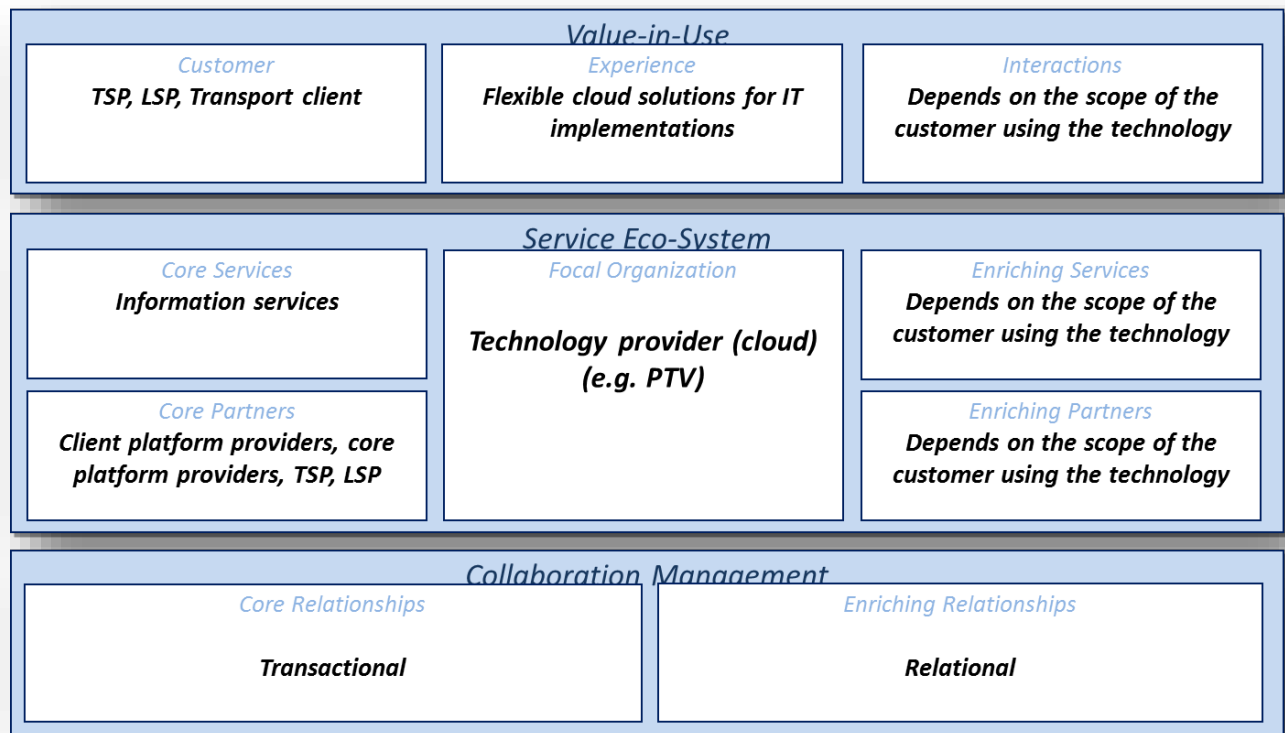 Value-in-Use
Customer
TSP, LSP, Transport client
Experience
Flexible cloud solutions for IT
implementations
Interactions
Depends on the scope of the
customer using the technology
Service Eco-System
Core Services
Information services
Focal Organization
Technology provider (cloud)
(e.g. PTV)
Enriching Services
Depends on the scope of the
customer using the technology
Core Partners
Client platform providers, core
platform providers, TSP, LSP
Enriching Partners
Depends on the scope of the
customer using the technology
Collaboration Management
Core Relationships
Transactional
Enriching Relationships
Relational